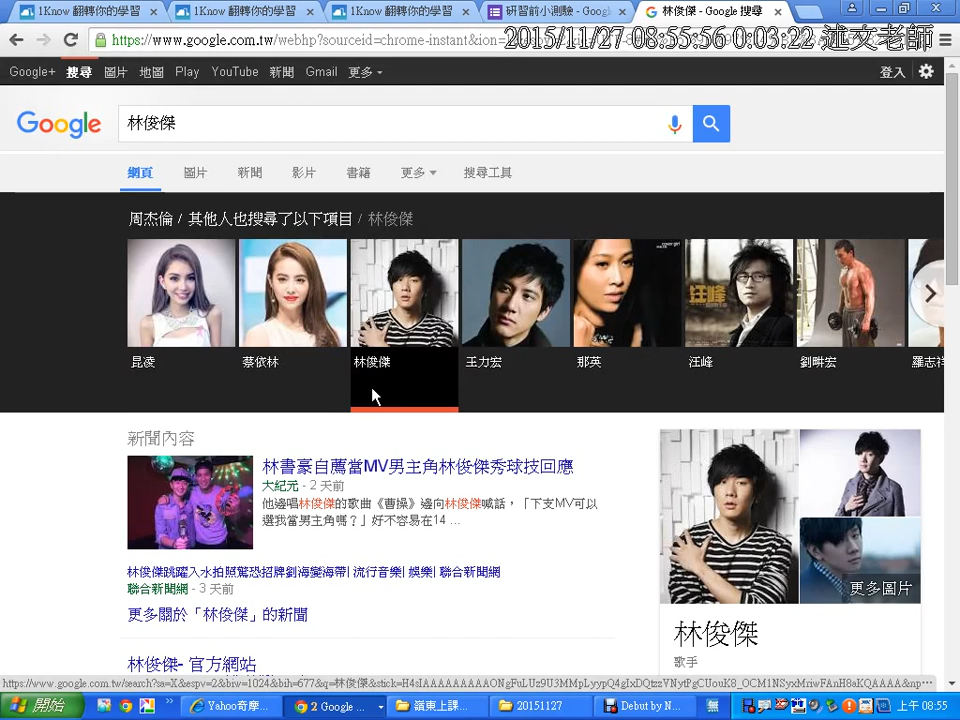 1Know 翻轉你的學習
1Know 翻轉你的學習
1Know 翻轉你的學習
研習前小測驗 - Goog
林俊傑 - Google 搜尋
https://www.google.com.tw/webhp?sourceid=chrome-instant&ion=
2015/11/27 08:55:56 0:03:22 述文老師
Google+ 搜尋 圖片 地圖 Play YouTube 新聞 Gmail 更多
登入
Google
林俊傑
網頁 圖片 新聞 影片 書籍 更多 搜尋工具
周杰倫 / 其他人也搜尋了以下項目 / 林俊傑
cover girl
汪峰
昆凌 蔡依林 林俊傑 王力宏 那英 汪峰 劉畊宏 羅志祥
新聞內容
林書豪自薦當MV男主角林俊傑秀球技回應
大紀元 - 2 天前
他邊唱林俊傑的歌曲《曹操》邊向林俊傑喊話，「下支MV可以
選我當男主角嗎？」好不容易在14 ...
林俊傑跳躍入水拍照驚恐招牌劉海變海帶| 流行音樂| 娛樂| 聯合新聞網
聯合新聞網 - 3 天前
更多關於「林俊傑」的新聞
林俊傑- 官方網站
更多圖片
林俊傑
歌手
開始
Yahoo奇摩...
2 Google ...
嶺東上課...
20151127
Debut by N...
上午 08:55